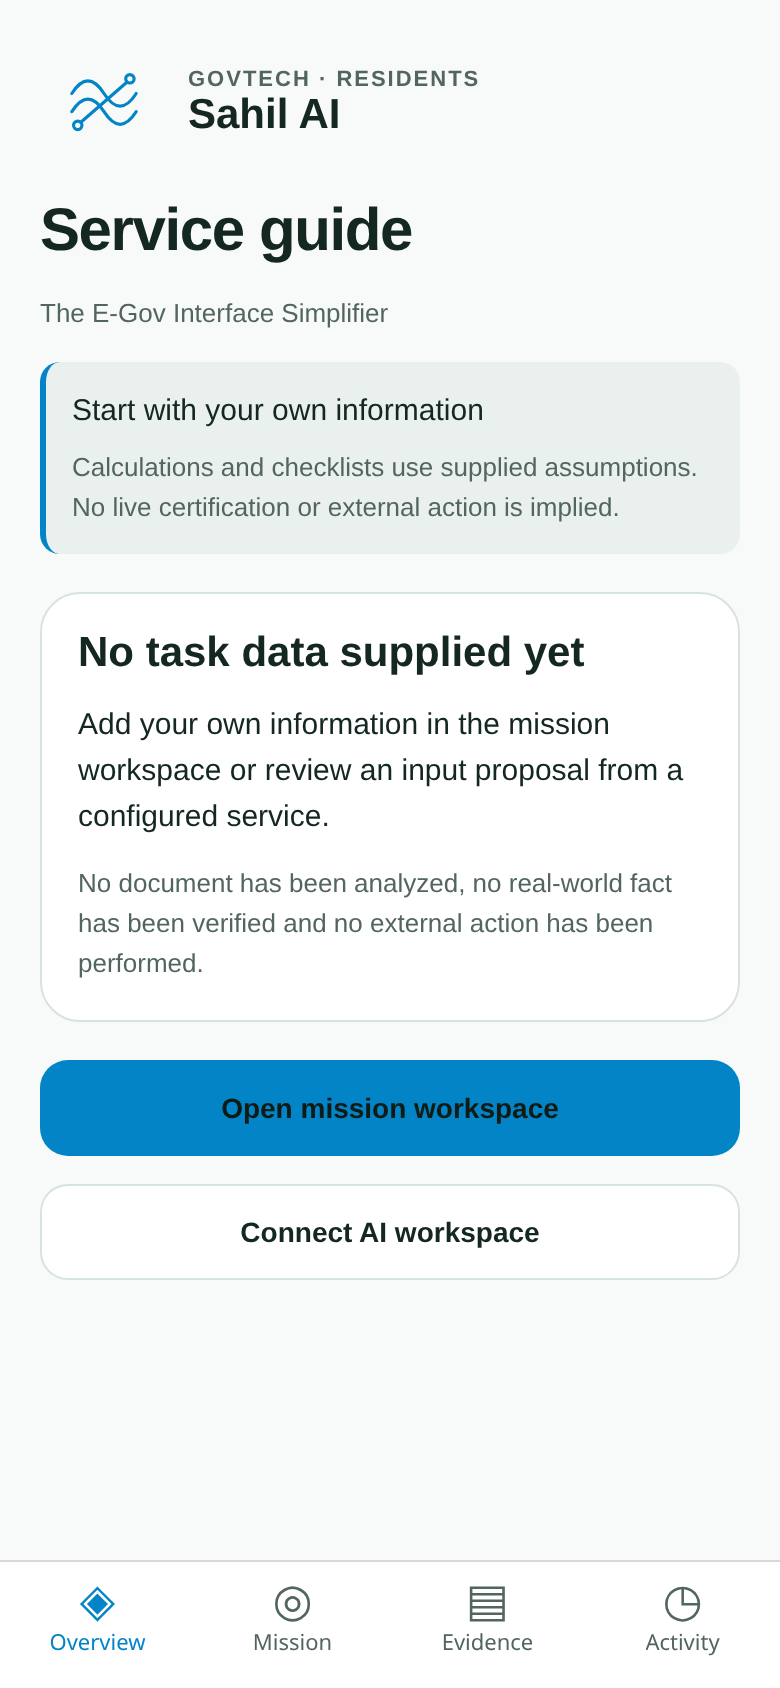 GOVTECH · RESIDENTS
Sahil AI
Service guide
The E-Gov Interface Simplifier
Start with your own information
Calculations and checklists use supplied assumptions.
No live certification or external action is implied.
No task data supplied yet
Add your own information in the mission
workspace or review an input proposal from a
configured service.
No document has been analyzed, no real-world fact
has been verified and no external action has been
performed.
Open mission workspace
Connect AI workspace
Overview
Mission
Evidence
Activity